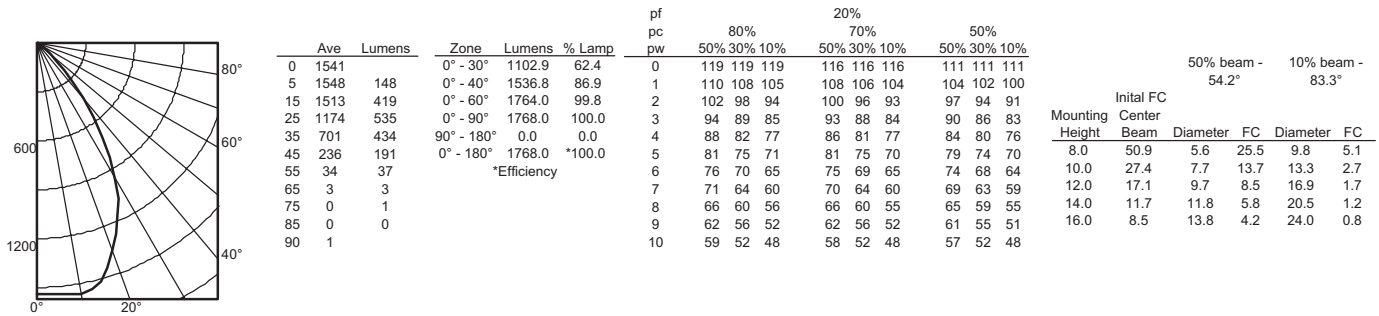 80°
60°
40°
600
1200
0° 20°
Ave Lumens
0 1541
5 1548 148
15 1513 419
25 1174 535
35 701 434
45 236 191
55 34 37
65 3 3
75 0 1
85 0 0
90 1
Zone Lumens % Lamp
0° - 30° 1102.9 62.4
0° - 40° 1536.8 86.9
0° - 60° 1764.0 99.8
0° - 90° 1768.0 100.0
90° - 180° 0.0 0.0
0° - 180° 1768.0 *100.0
*Efficiency
pf 20%
pc 80% 70% 50%
pw 50% 30% 10% 50% 30% 10% 50% 30% 10%
0 119 119 119 116 116 116 111 111 111
1 110 108 105 108 106 104 104 102 100
2 102 98 94 100 96 93 97 94 91
3 94 89 85 93 88 84 90 86 83
4 88 82 77 86 81 77 84 80 76
5 81 75 71 81 75 70 79 74 70
6 76 70 65 75 69 65 74 68 64
7 71 64 60 70 64 60 69 63 59
8 66 60 56 66 60 55 65 59 55
9 62 56 52 62 56 52 61 55 51
10 59 52 48 58 52 48 57 52 48
50% beam - 10% beam -
54.2° 83.3°
Inital FC
Mounting Center
Height Beam Diameter FC Diameter FC
8.0 50.9 5.6 25.5 9.8 5.1
10.0 27.4 7.7 13.7 13.3 2.7
12.0 17.1 9.7 8.5 16.9 1.7
14.0 11.7 11.8 5.8 20.5 1.2
16.0 8.5 13.8 4.2 24.0 0.8